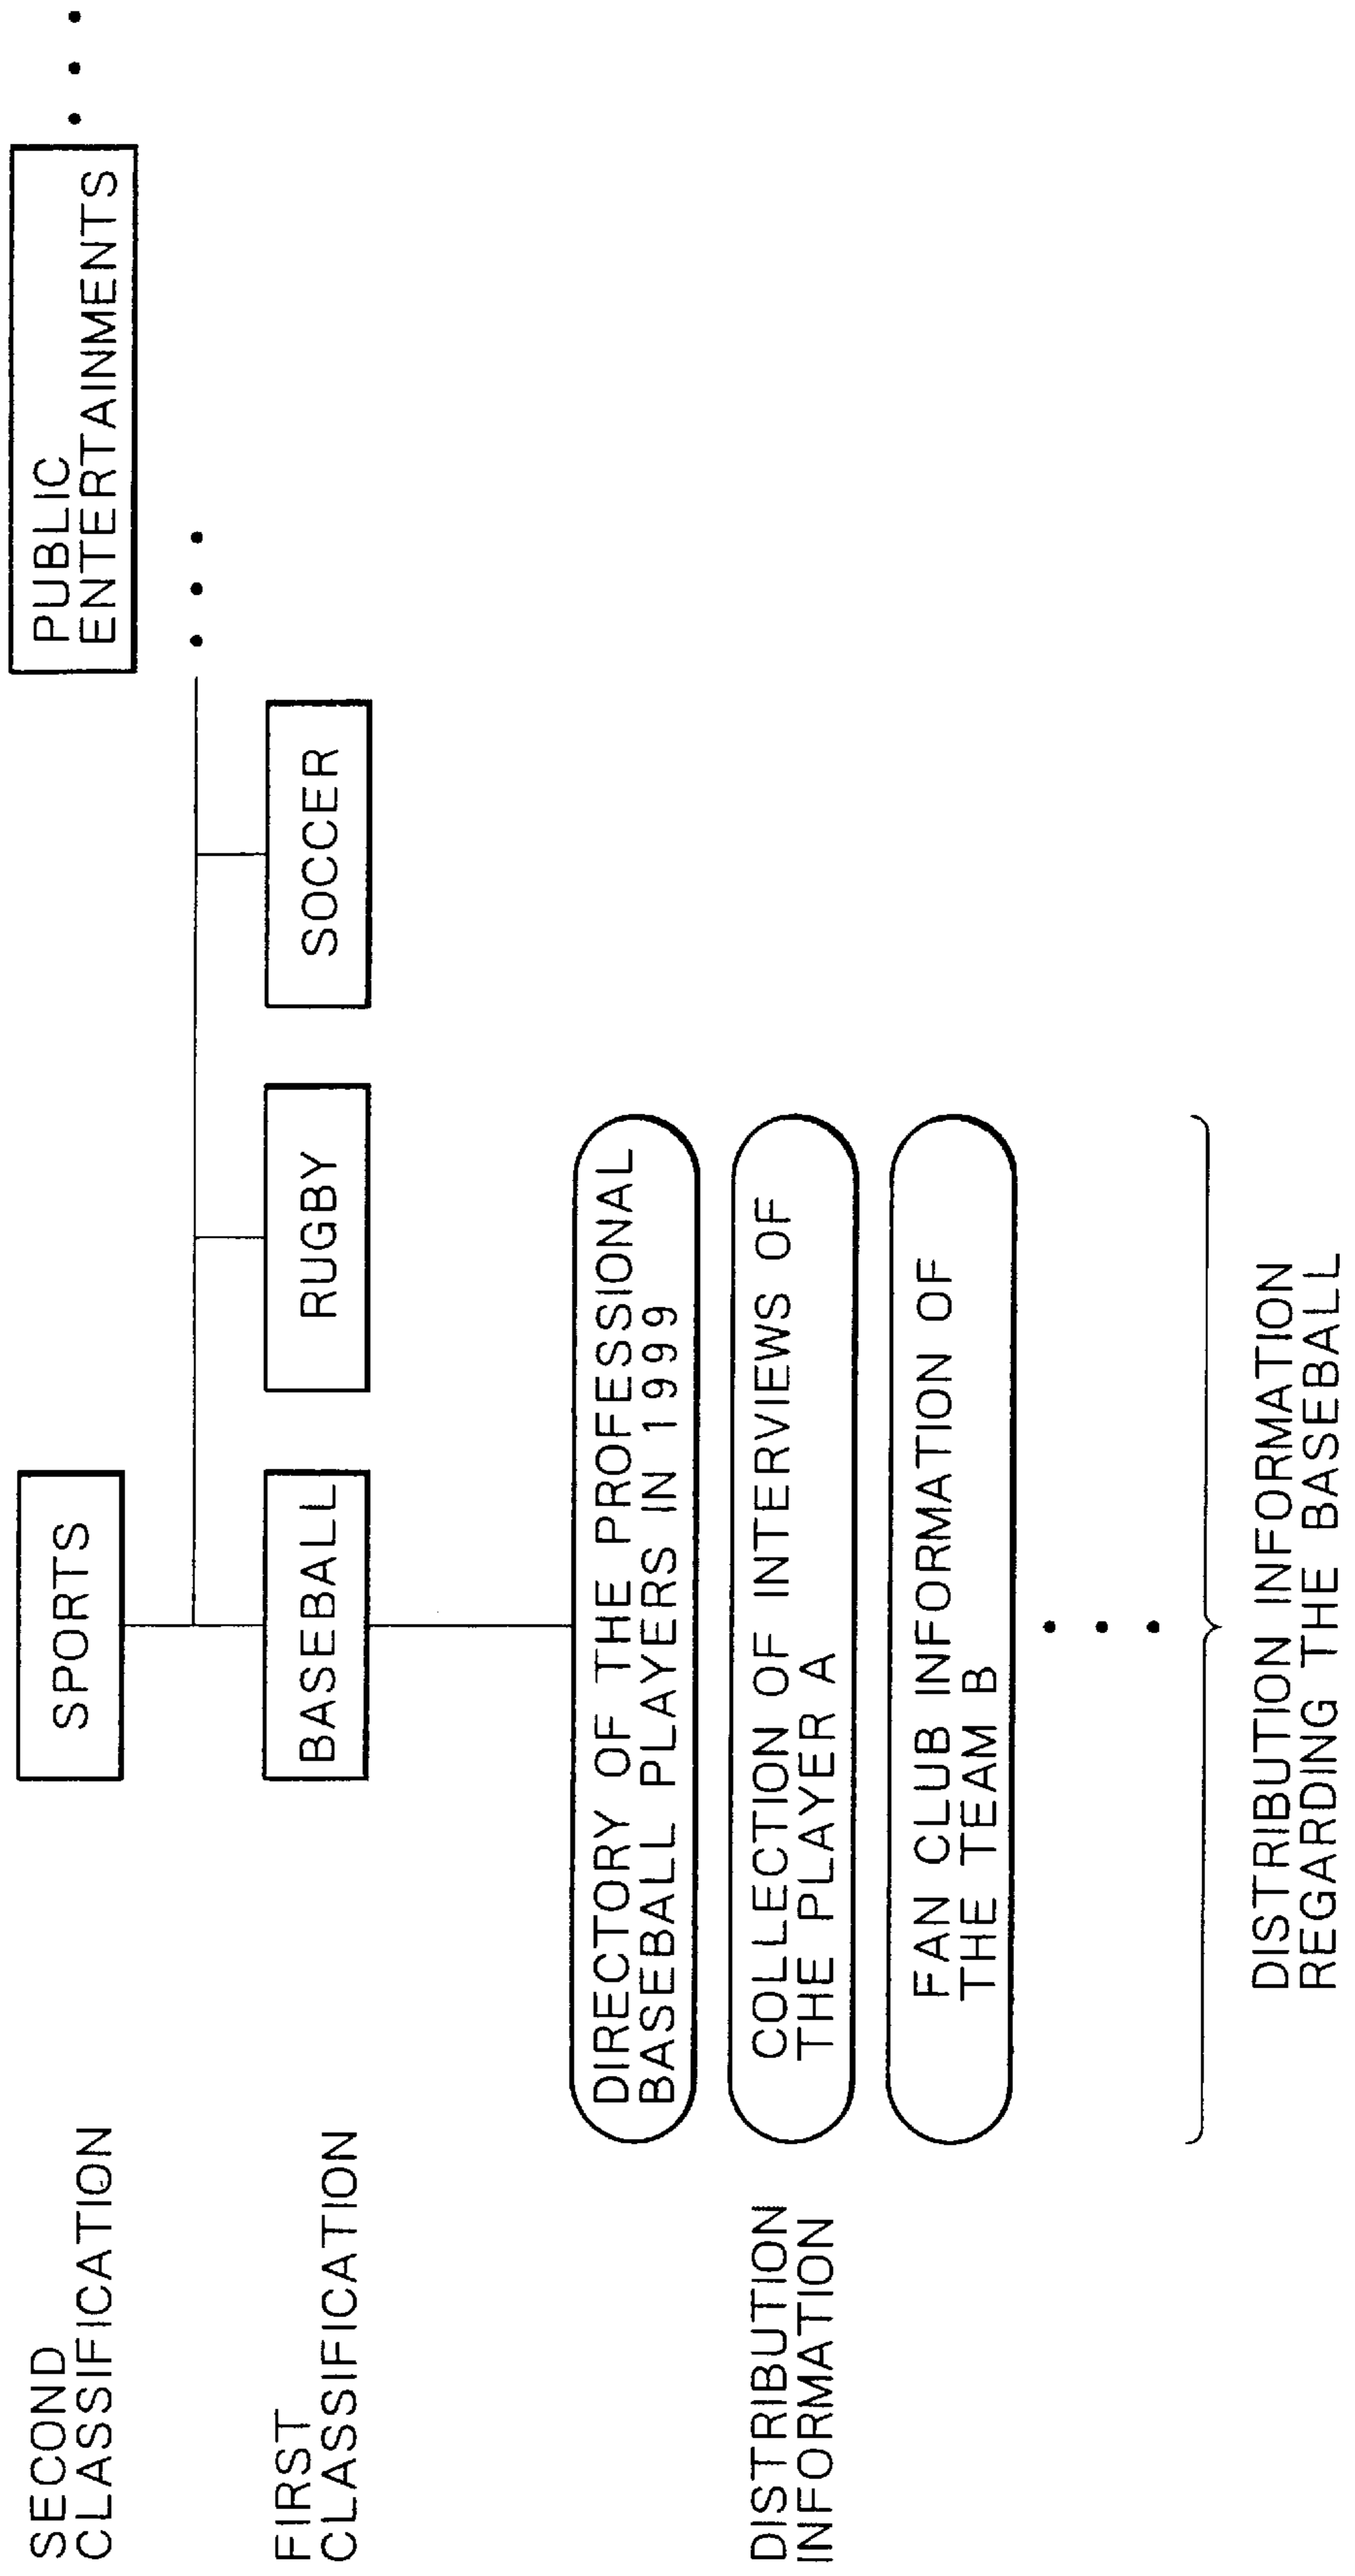 SECOND
CLASSIFICATION
SPORTS
PUBLIC
ENTERTAINMENTS
FIRST
CLASSIFICATION
BASEBALL
RUGBY
SOCCER
DISTRIBUTION
INFORMATION
DIRECTORY OF THE PROFESSIONAL
BASEBALL PLAYERS IN 1999
COLLECTION OF INTERVIEWS OF
THE PLAYER A
FAN CLUB INFORMATION OF
THE TEAM B
DISTRIBUTION INFORMATION
REGARDING THE BASEBALL